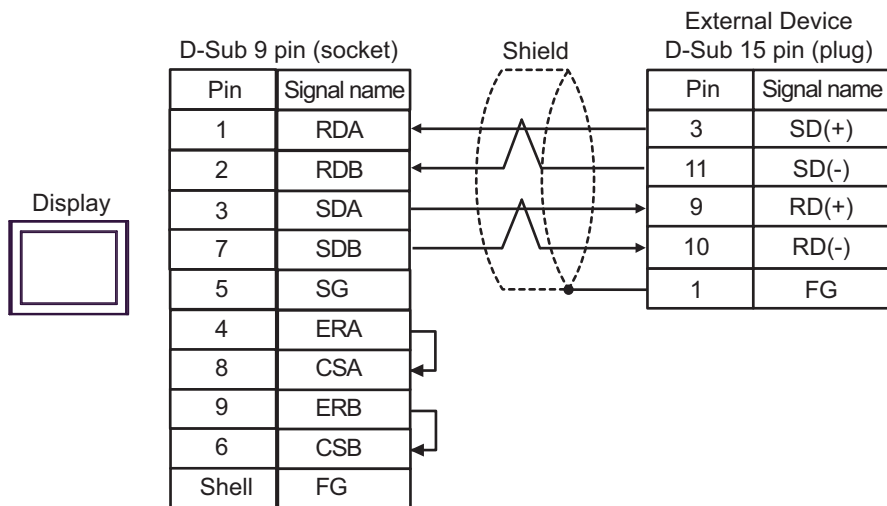 External Device
D-Sub 9 pin (socket) Shield D-Sub 15 pin (plug)
Pin Signal name Pin Signal name
1 RDA 3 SD(+)
2 RDB 11 SD(-)
Display 3 SDA 9 RD(+)
7 SDB 10 RD(-)
5 SG 1 FG
4 ERA
8 CSA
9 ERB
6 CSB
Shell FG